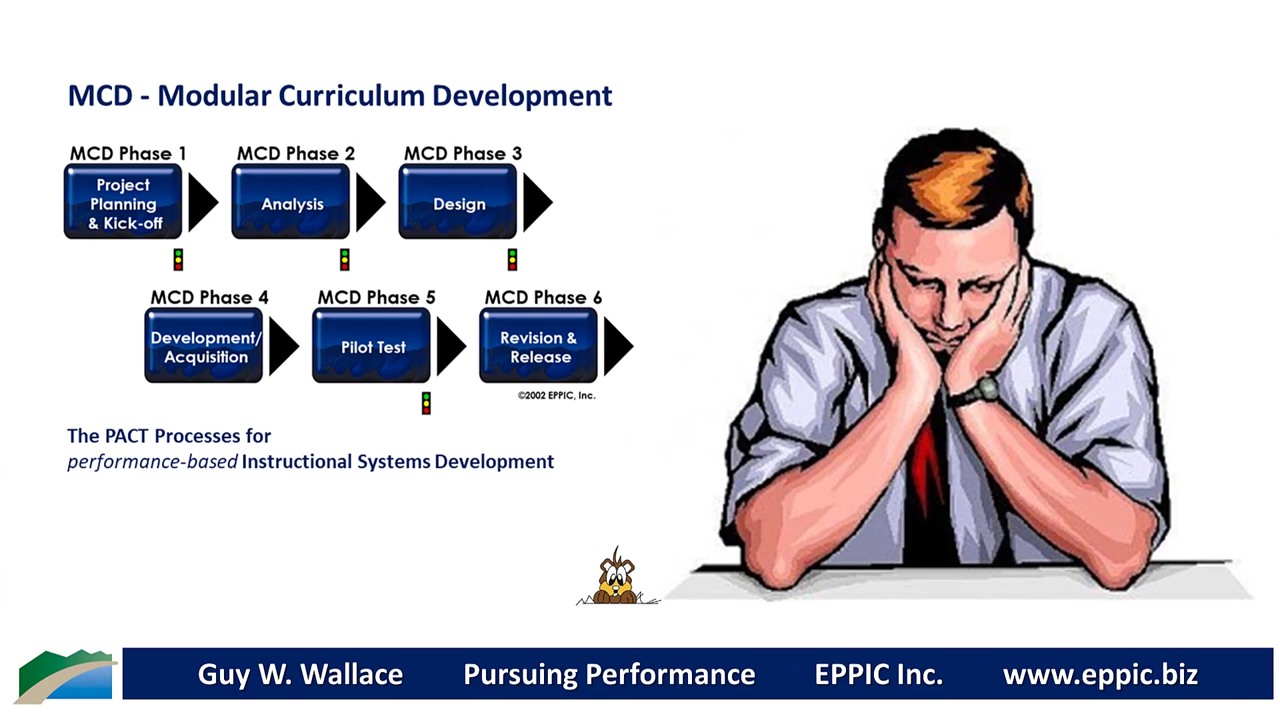 MCD - Modular Curriculum Development
MCD Phase 1
Project
Planning
& Kick-off
MCD Phase 2
Analysis
MCD Phase 3
Design
MCD Phase 4
Development/
Acquisition
MCD Phase 5
Pilot Test
MCD Phase 6
Revision &
Release
©2002 EPPIC, Inc.
The PACT Processes for
performance-based Instructional Systems Development
Guy W. Wallace Pursuing Performance EPPIC Inc. www.eppic.biz